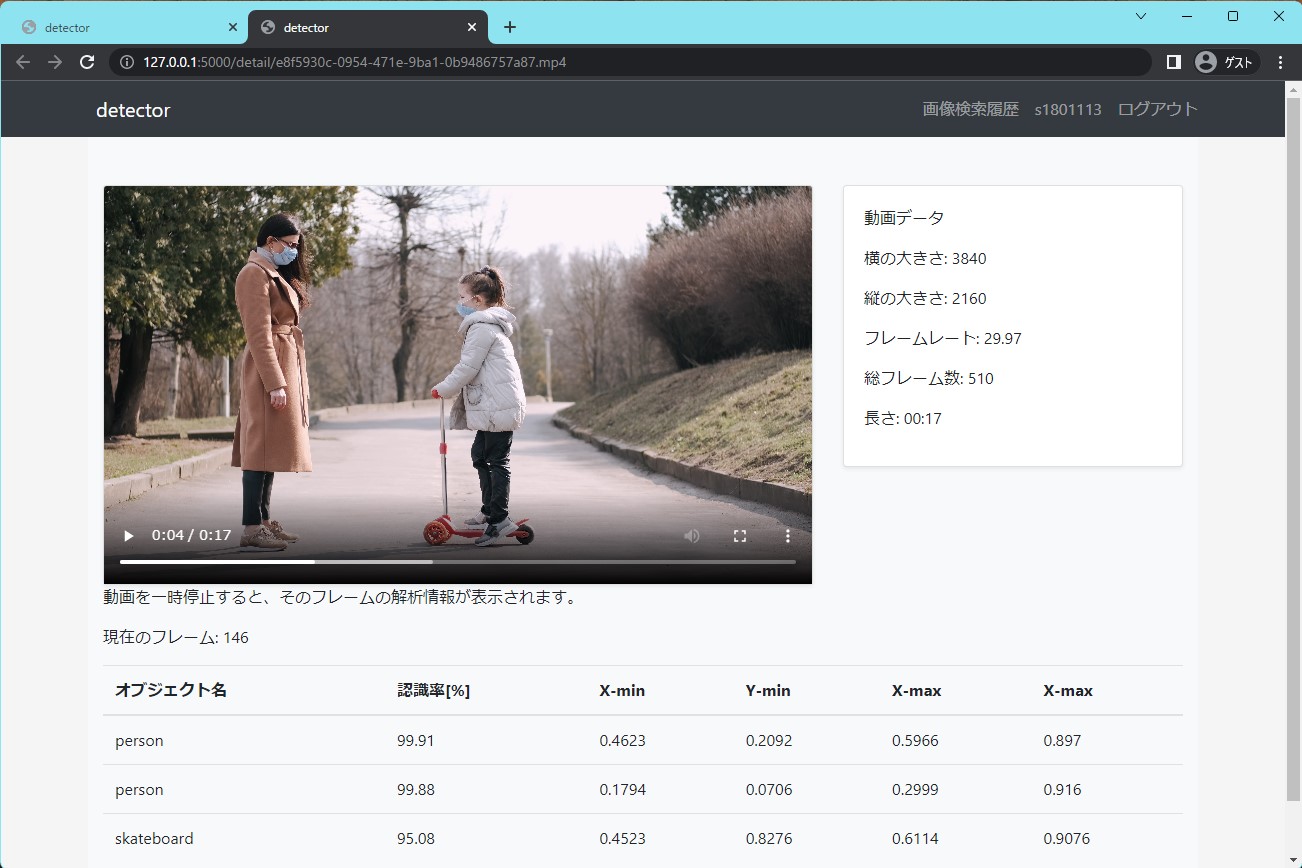 detector
detector
127.0.0.1:5000/detail/e8f5930c-0954-471e-9ba1-0b9486757a87.mp4
ゲスト
detector 画像検索履歴 s1801113 ログアウト
動画データ
横の大きさ: 3840
縦の大きさ: 2160
フレームレート: 29.97
総フレーム数: 510
長さ: 00:17
0:04 / 0:17
動画を一時停止すると、そのフレームの解析情報が表示されます。
現在のフレーム: 146
オブジェクト名 認識率[%] X-min Y-min X-max X-max
person 99.91 0.4623 0.2092 0.5966 0.897
person 99.88 0.1794 0.0706 0.2999 0.916
skateboard 95.08 0.4523 0.8276 0.6114 0.9076